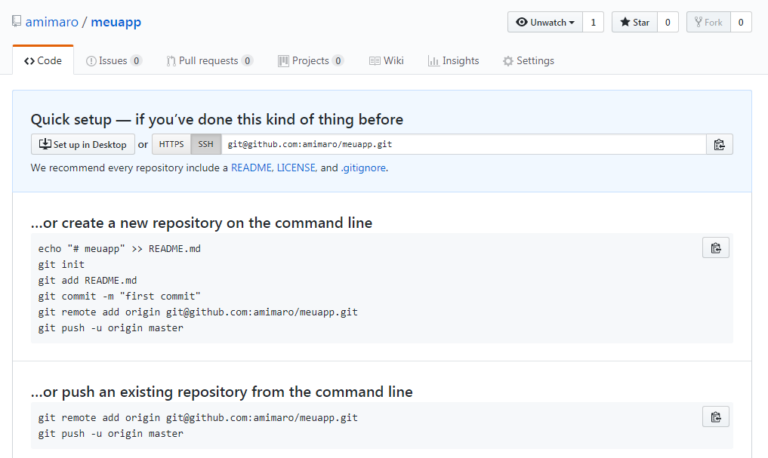 amimaro / meuapp
Unwatch 1 Star 0 Fork 0
Code Issues 0 Pull requests 0 Projects 0 Wiki Insights Settings
Quick setup — if you've done this kind of thing before
Set up in Desktop or HTTPS SSH git@github.com:amimaro/meuapp.git
We recommend every repository include a README, LICENSE, and .gitignore.
…or create a new repository on the command line
echo "# meuapp" >> README.md
git init
git add README.md
git commit -m "first commit"
git remote add origin git@github.com:amimaro/meuapp.git
git push -u origin master
…or push an existing repository from the command line
git remote add origin git@github.com:amimaro/meuapp.git
git push -u origin master